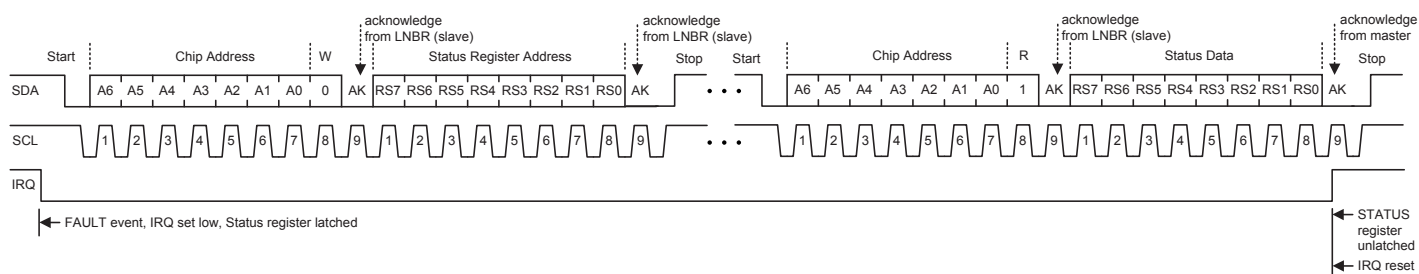 acknowledge
from LNBR (slave)
acknowledge
from LNBR (slave)
acknowledge
from LNBR (slave)
acknowledge
from master
Start Chip Address W Status Register Address Stop Start Chip Address R Status Data Stop
SDA A6 A5 A4 A3 A2 A1 A0 0 AK RS7 RS6 RS5 RS4 RS3 RS2 RS1 RS0 AK • • • A6 A5 A4 A3 A2 A1 A0 1 AK RS7 RS6 RS5 RS4 RS3 RS2 RS1 RS0 AK
SCL 1 2 3 4 5 6 7 8 9 1 2 3 4 5 6 7 8 9 • • • 1 2 3 4 5 6 7 8 9 1 2 3 4 5 6 7 8 9
IRQ
FAULT event, IRQ set low, Status register latched
STATUS
register
unlatched
IRQ reset